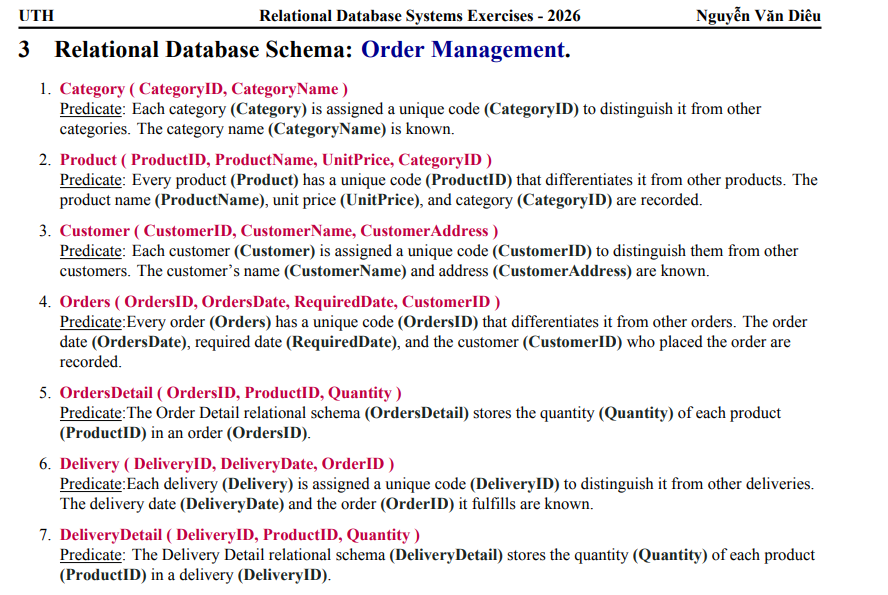 UTH Relational Database Systems Exercises - 2026 Nguyễn Văn Diêu
3 Relational Database Schema: Order Management.
1. Category ( CategoryID, CategoryName )
Predicate: Each category (Category) is assigned a unique code (CategoryID) to distinguish it from other
categories. The category name (CategoryName) is known.
2. Product ( ProductID, ProductName, UnitPrice, CategoryID )
Predicate: Every product (Product) has a unique code (ProductID) that differentiates it from other products. The
product name (ProductName), unit price (UnitPrice), and category (CategoryID) are recorded.
3. Customer ( CustomerID, CustomerName, CustomerAddress )
Predicate: Each customer (Customer) is assigned a unique code (CustomerID) to distinguish them from other
customers. The customer's name (CustomerName) and address (CustomerAddress) are known.
4. Orders ( OrdersID, OrdersDate, RequiredDate, CustomerID )
Predicate:Every order (Orders) has a unique code (OrdersID) that differentiates it from other orders. The order
date (OrdersDate), required date (RequiredDate), and the customer (CustomerID) who placed the order are
recorded.
5. OrdersDetail ( OrdersID, ProductID, Quantity )
Predicate:The Order Detail relational schema (OrdersDetail) stores the quantity (Quantity) of each product
(ProductID) in an order (OrdersID).
6. Delivery ( DeliveryID, DeliveryDate, OrderID )
Predicate:Each delivery (Delivery) is assigned a unique code (DeliveryID) to distinguish it from other deliveries.
The delivery date (DeliveryDate) and the order (OrderID) it fulfills are known.
7. DeliveryDetail ( DeliveryID, ProductID, Quantity )
Predicate: The Delivery Detail relational schema (DeliveryDetail) stores the quantity (Quantity) of each product
(ProductID) in a delivery (DeliveryID).